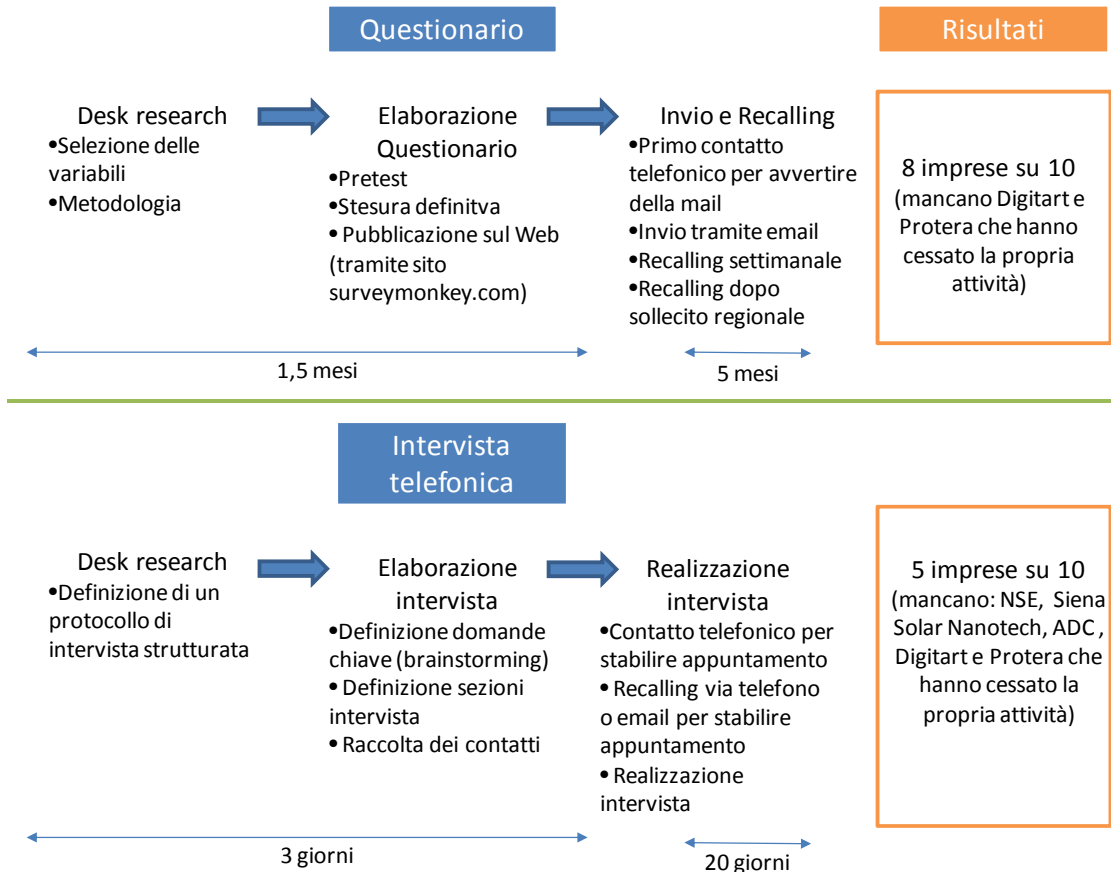 Questionario
Risultati
Desk research
•Selezione delle
variabili
•Metodologia
Elaborazione
Questionario
•Pretest
•Stesura definitva
• Pubblicazione sul Web
(tramite sito
surveymonkey.com)
Invio e Recalling
•Primo contatto
telefonico per avvertire
della mail
•Invio tramite email
•Recalling settimanale
•Recalling dopo
sollecito regionale
8 imprese su 10
(mancano Digitart e
Protera che hanno
cessato la propria
attività)
1,5 mesi
5 mesi
Intervista
telefonica
Desk research
•Definizione di un
protocollo di
intervista strutturata
Elaborazione
intervista
•Definizione domande
chiave (brainstorming)
• Definizione sezioni
intervista
• Raccolta dei contatti
Realizzazione
intervista
•Contatto telefonico per
stabilire appuntamento
• Recalling via telefono
o email per stabilire
appuntamento
• Realizzazione
intervista
5 imprese su 10
(mancano: NSE, Siena
Solar Nanotech, ADC ,
Digitart e Protera che
hanno cessato la
propria attività)
3 giorni
20 giorni